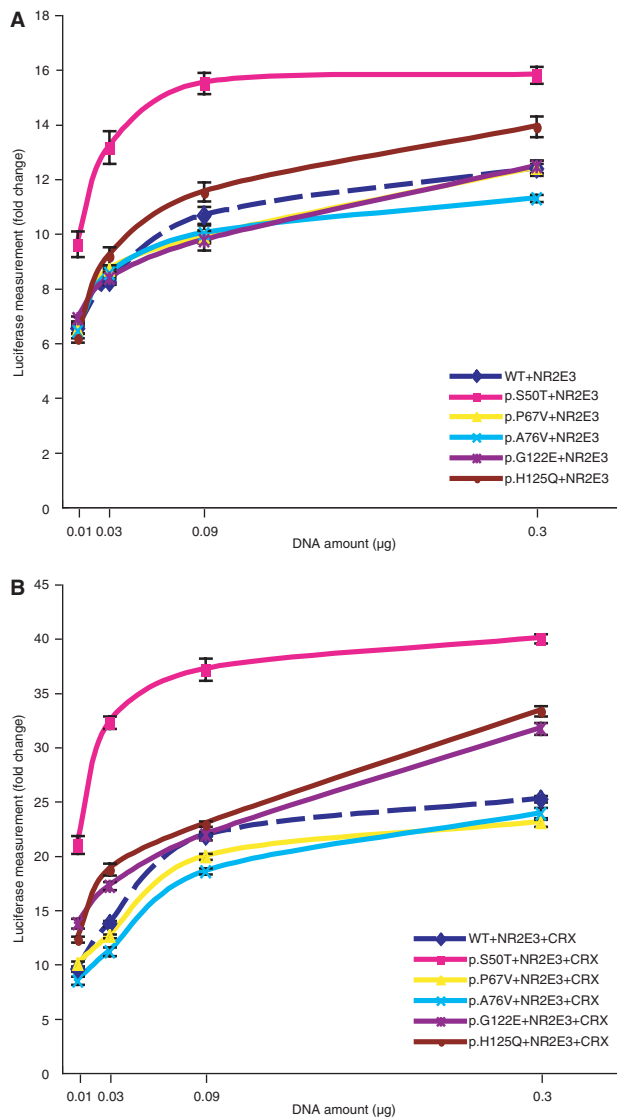 A
Luciferase measurement (fold change)
18
16
14
12
10
8
6
4
2
0
WT+NR2E3
p.S50T+NR2E3
p.P67V+NR2E3
p.A76V+NR2E3
p.G122E+NR2E3
p.H125Q+NR2E3
0.01 0.03 0.09 0.3
DNA amount (µg)
B
Luciferase measurement (fold change)
45
40
35
30
25
20
15
10
5
0
WT+NR2E3+CRX
p.S50T+NR2E3+CRX
p.P67V+NR2E3+CRX
p.A76V+NR2E3+CRX
p.G122E+NR2E3+CRX
p.H125Q+NR2E3+CRX
0.01 0.03 0.09 0.3
DNA amount (µg)